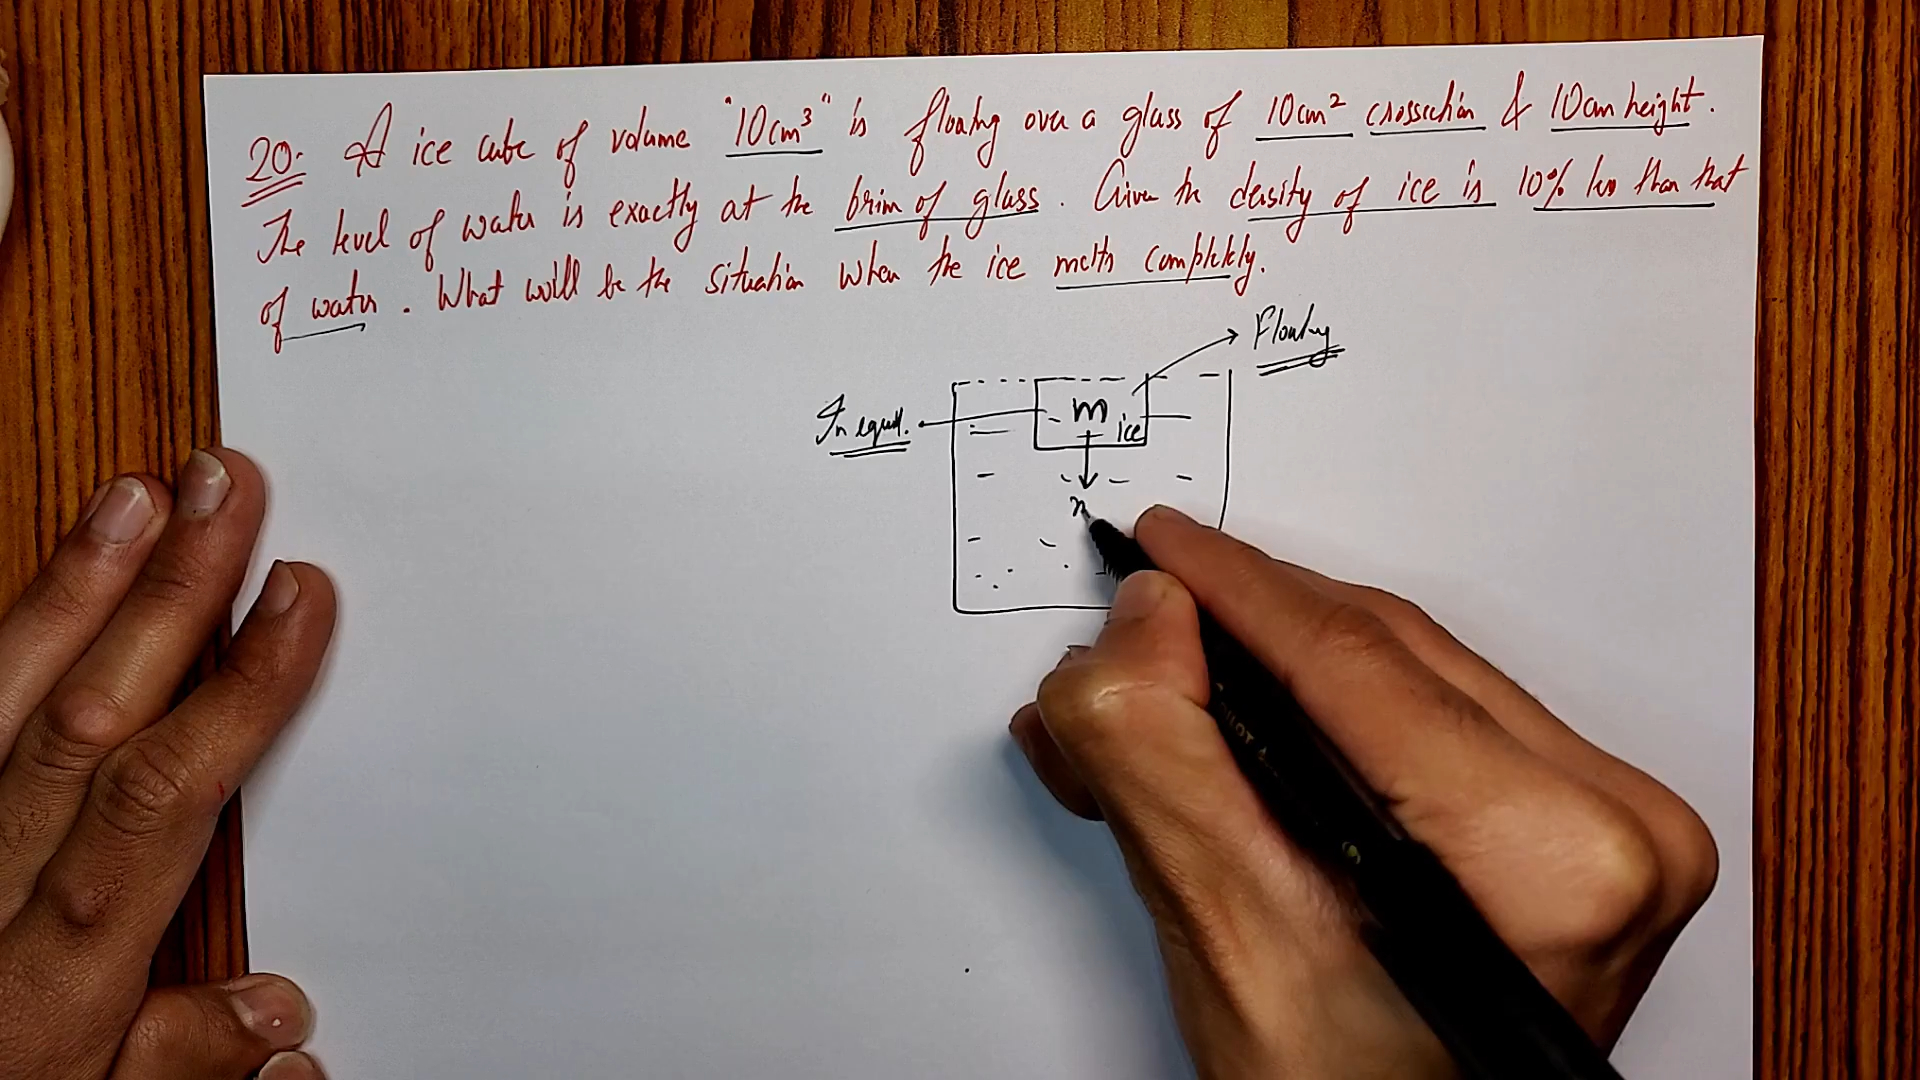 20. A ice cube of volume "10cm³" is floating over a glass of 10cm² crossection & 10cm height.
The level of water is exactly at the brim of glass. Given the density of ice is 10% less than that
of water. What will be the situation when the ice melts completely.
Floating
In equil.
m
ice